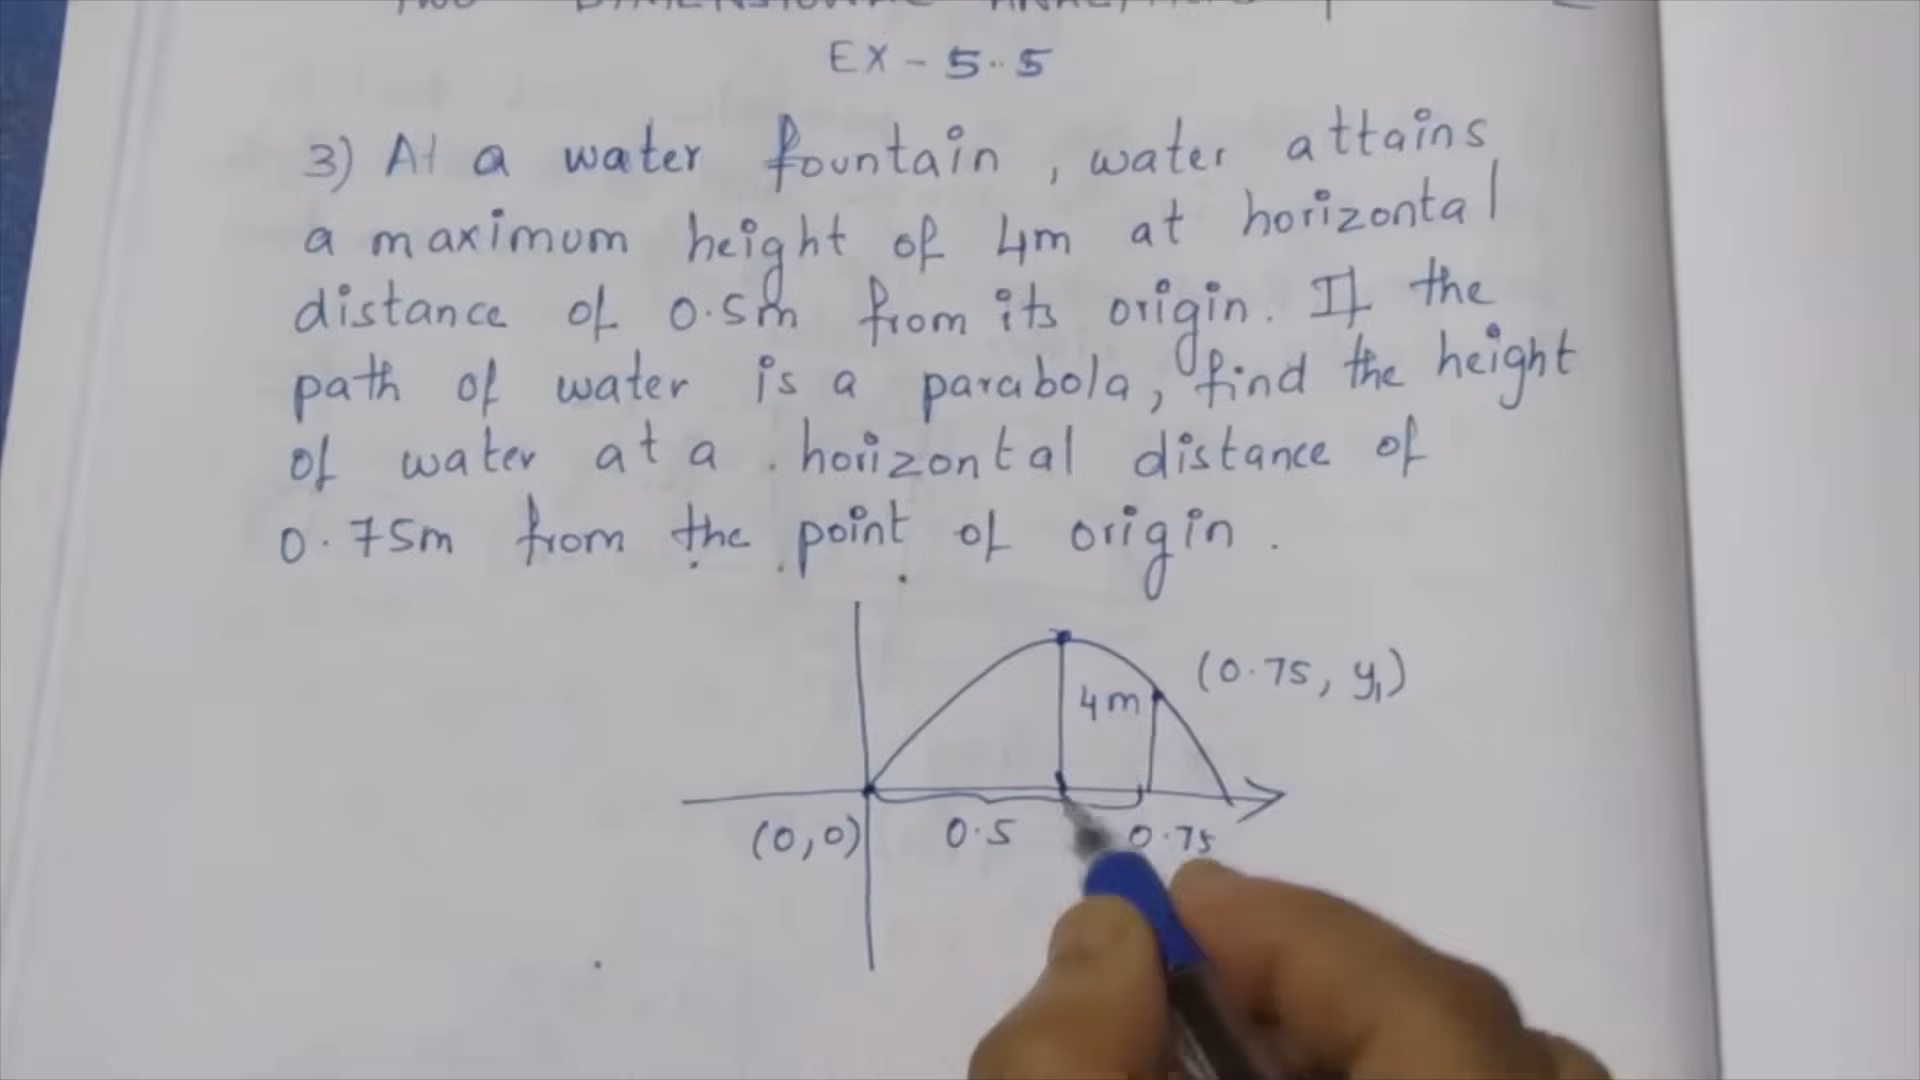 EX - 5.5
3) At a water fountain, water attains
a maximum height of 4m at horizontal
distance of 0.5m from its origin. If the
path of water is a parabola, find the height
of water at a horizontal distance of
0.75m from the point of origin.
(0.75, y₁)
4m
(0,0) 0.5 0.75